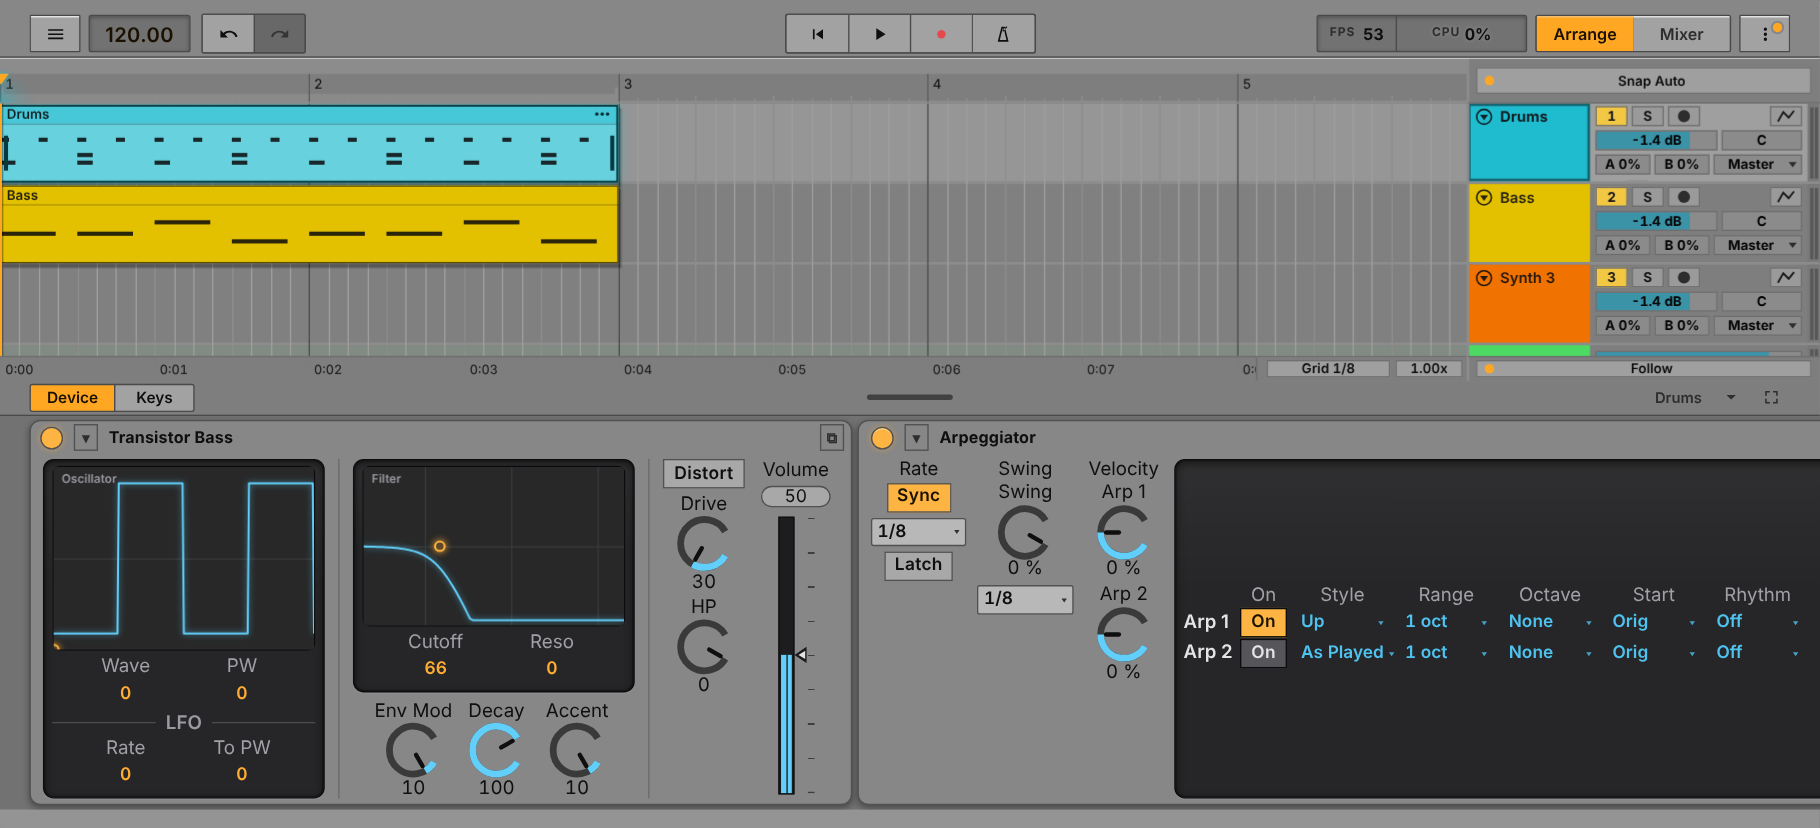 120.00
FPS 53
CPU 0%
Arrange
Mixer
1 2 3 4 5
Snap Auto
Drums
Drums
1 S
-1.4 dB C
A 0% B 0% Master
Bass
Bass
2 S
-1.4 dB C
A 0% B 0% Master
Synth 3
3 S
-1.4 dB C
A 0% B 0% Master
0:00 0:01 0:02 0:03 0:04 0:05 0:06 0:07
Grid 1/8
1.00x
Follow
Device
Keys
Drums
Transistor Bass
Oscillator
Wave PW
0 0
LFO
Rate To PW
0 0
Filter
Cutoff Reso
66 0
Env Mod Decay Accent
10 100 10
Distort
Drive
30
HP
0
Volume
50
Arpeggiator
Rate
Sync
1/8
Latch
Swing
Swing
0 %
1/8
Velocity
Arp 1
0 %
Arp 2
0 %
On Style Range Octave Start Rhythm
Arp 1 On Up 1 oct None Orig Off
Arp 2 On As Played 1 oct None Orig Off